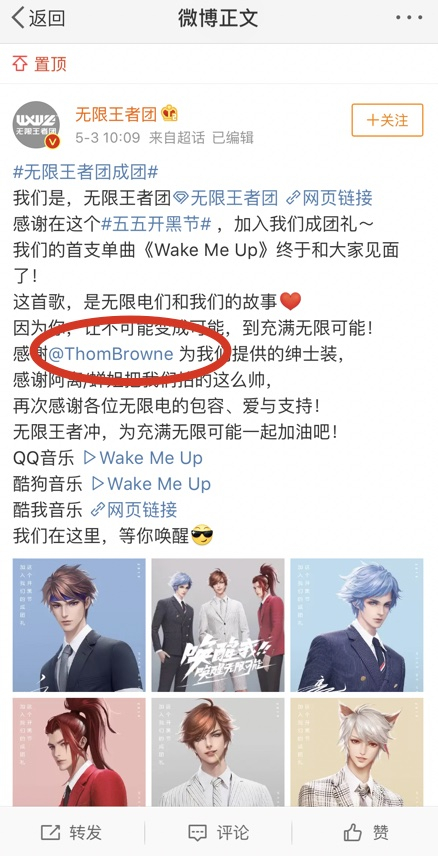 返回
微博正文
置顶
无限王者团
+关注
5-3 10:09 来自超话 已编辑
#无限王者团成团#
我们是，无限王者团 无限王者团 网页链接
感谢在这个#五五开黑节#，加入我们成团礼～
我们的首支单曲《Wake Me Up》终于和大家见面
了！
这首歌，是无限电们和我们的故事❤️
因为你，让不可能变成可能，到充满无限可能！
感谢@ThomBrowne 为我们提供的绅士装，
感谢阿离/蝉姐把我们拍的这么帅，
再次感谢各位无限电的包容、爱与支持！
无限王者冲，为充满无限可能一起加油吧！
QQ音乐 ▷Wake Me Up
酷狗音乐 ▷Wake Me Up
酷我音乐 网页链接
我们在这里，等你唤醒😎
唤醒我!!
唤醒无限可能
转发
评论
赞